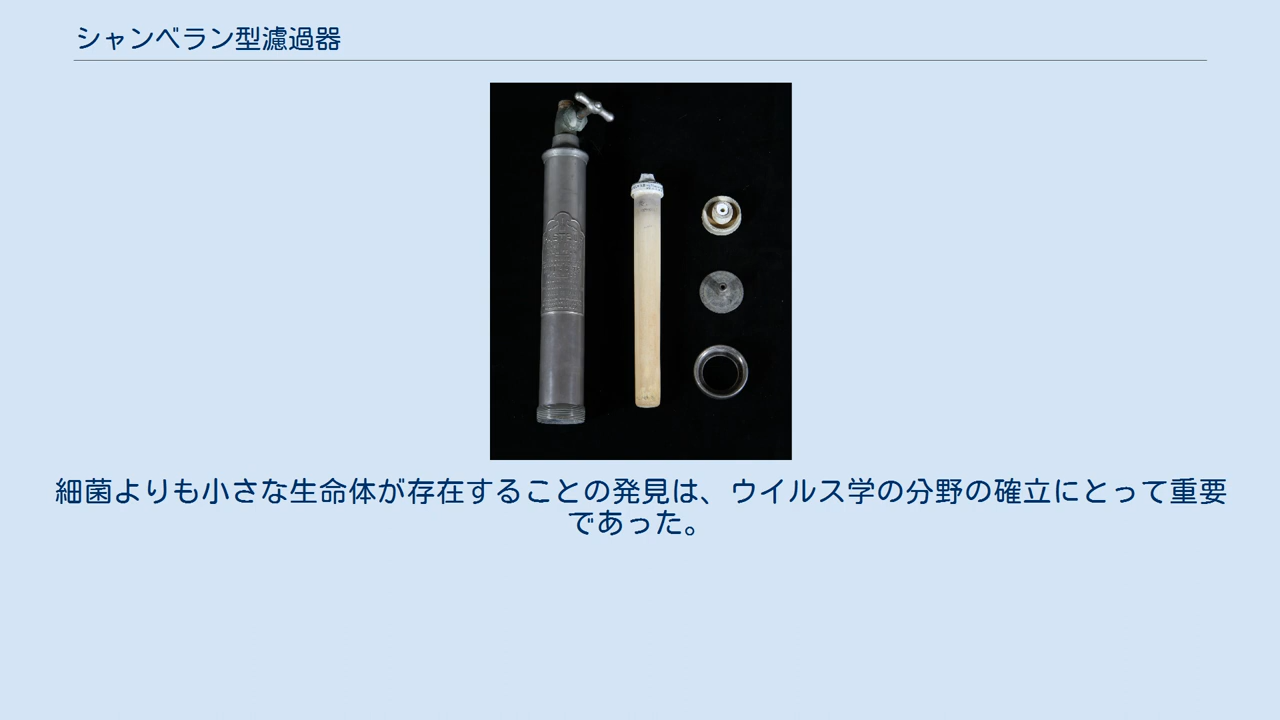 シャンベラン型濾過器
細菌よりも小さな生命体が存在することの発見は、ウイルス学の分野の確立にとって重要
であった。